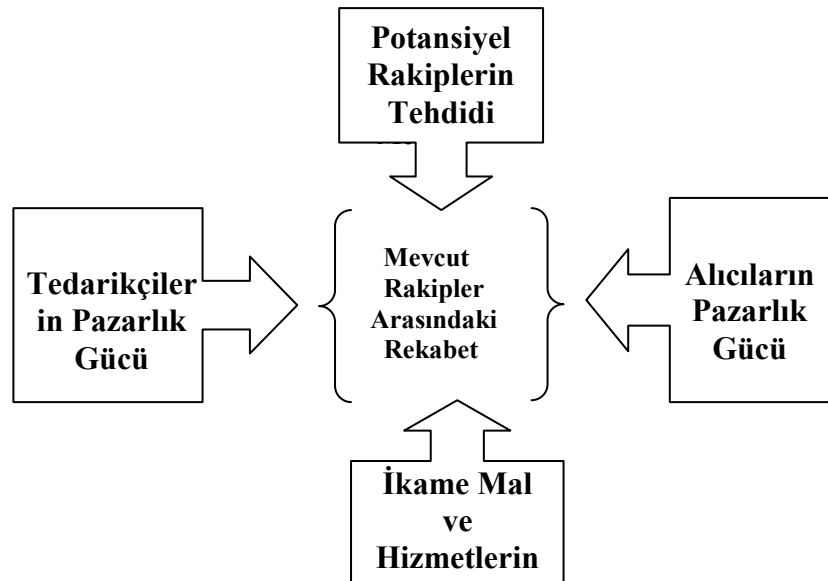 Potansiyel
Rakiplerin
Tehdidi
Tedarikçiler
in Pazarlık
Gücü
Mevcut
Rakipler
Arasındaki
Rekabet
Alıcıların
Pazarlık
Gücü
İkame Mal
ve
Hizmetlerin